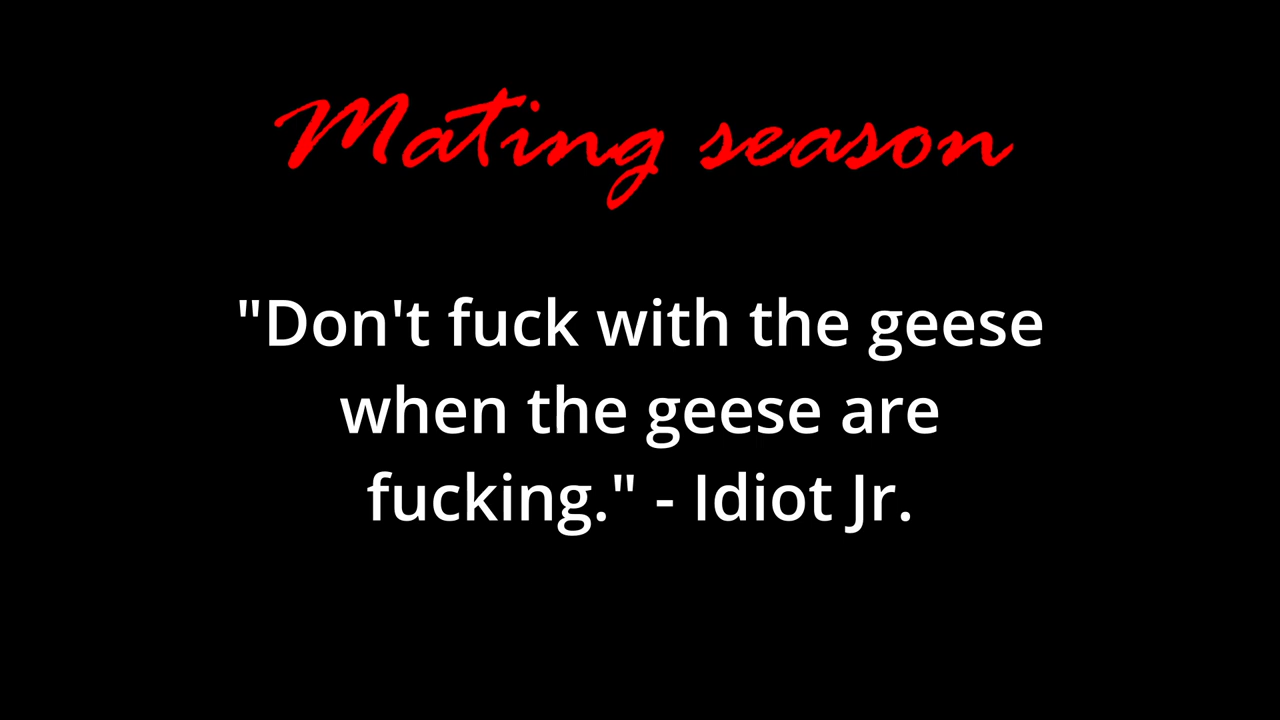 Mating season
"Don't fuck with the geese
when the geese are
fucking." - Idiot Jr.